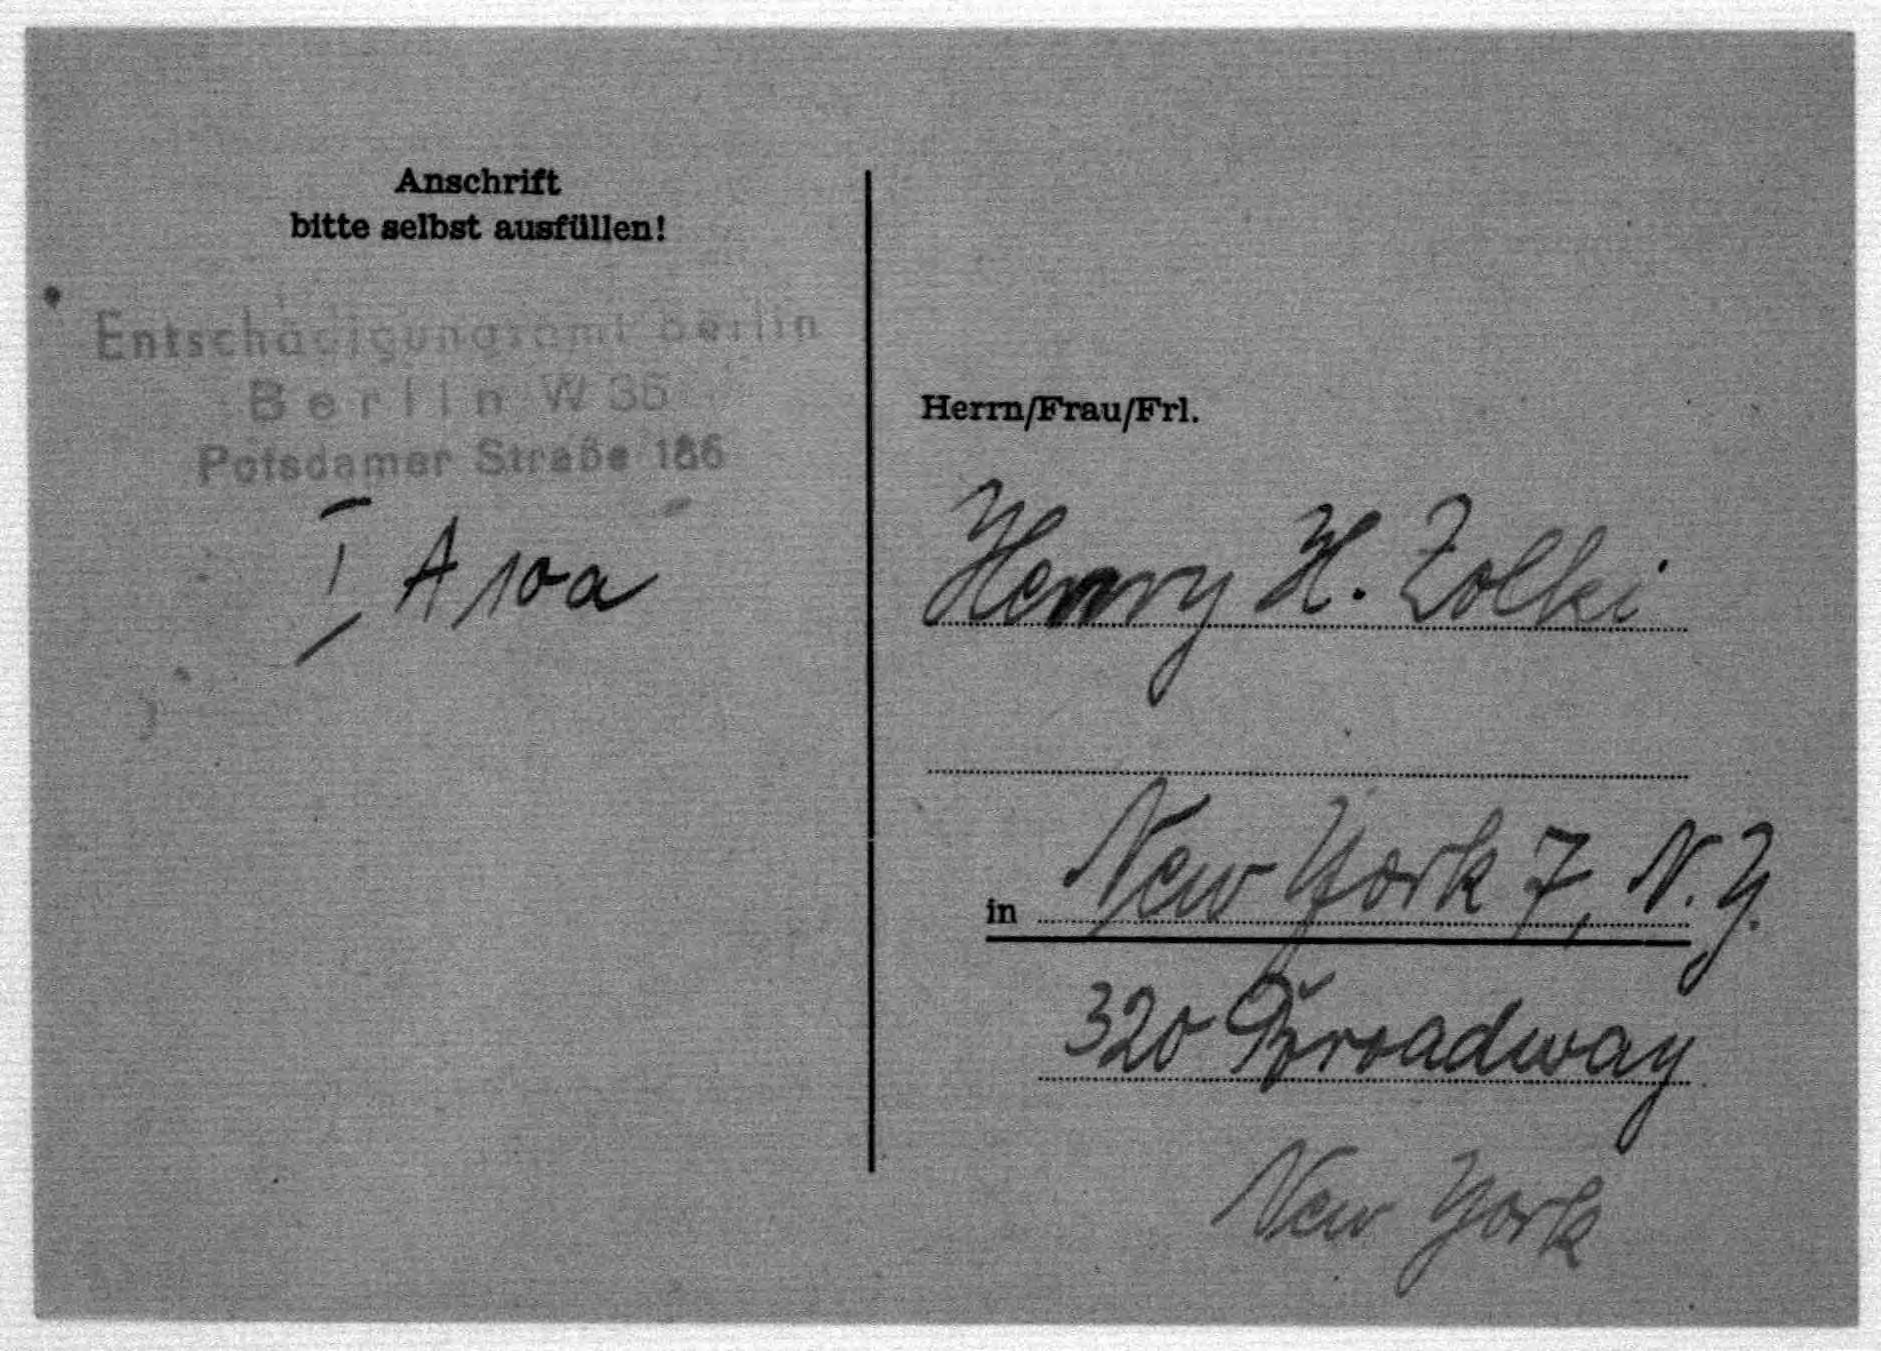 Anschrift
bitte selbst ausfüllen!
Entschädigungsamt Berlin
Berlin W 35
Potsdamer Straße 186
I A 10a
Herrn/Frau/Frl.
Henry H. Zolki
in New York 7, N.Y.
320 Broadway
New York